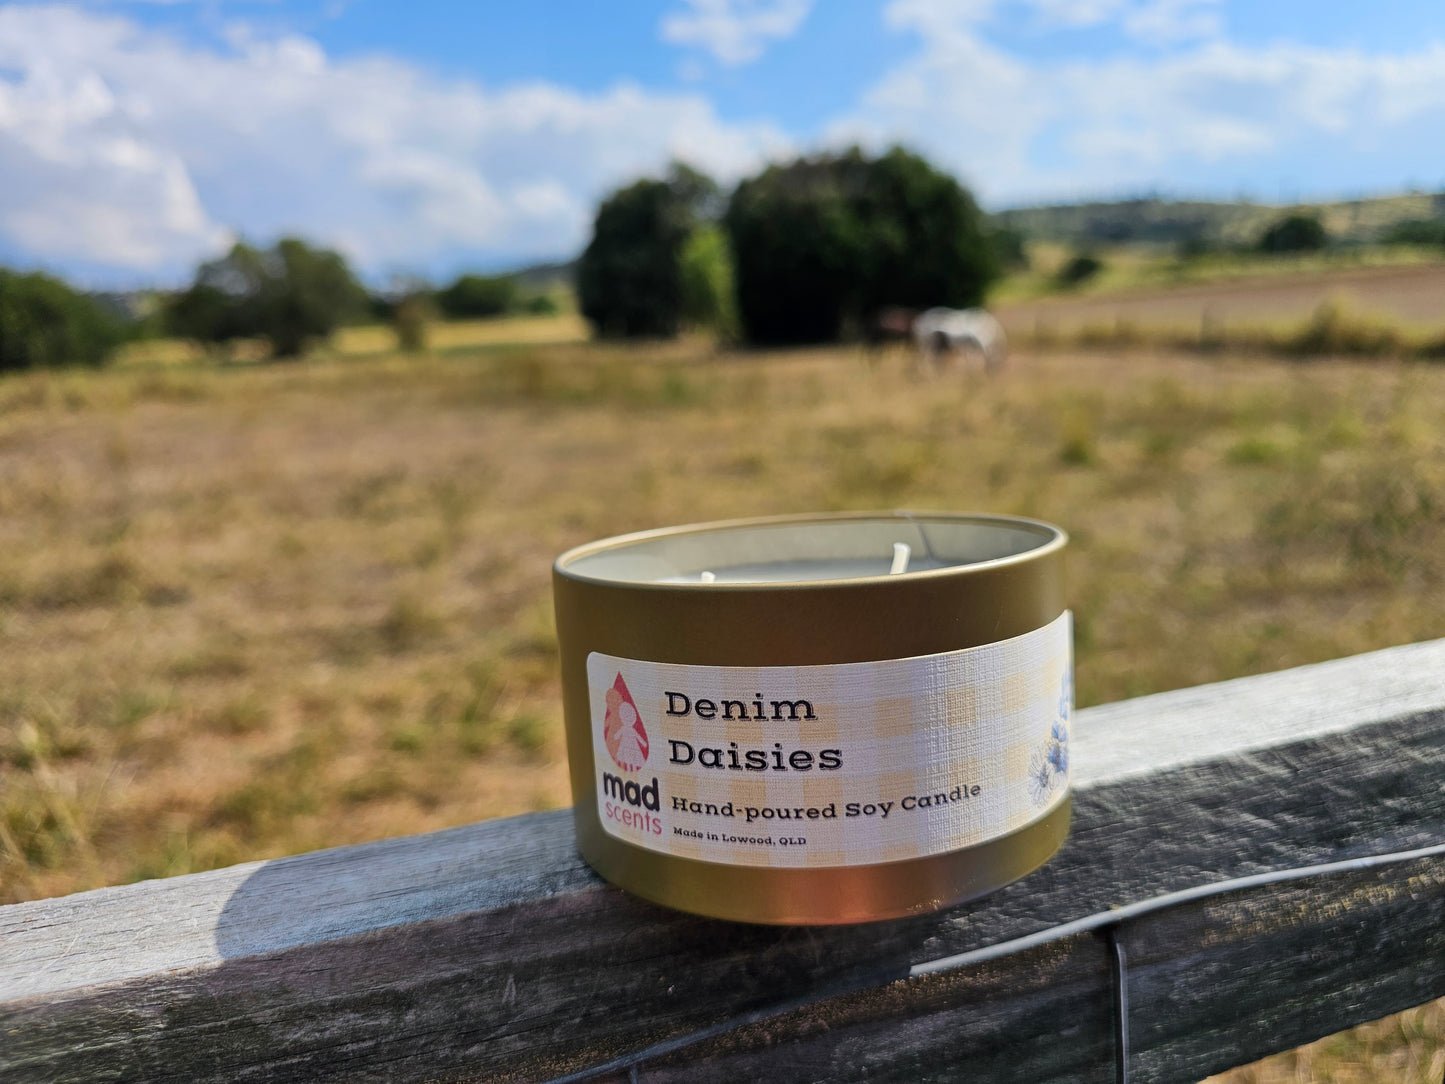 Denim
Daisies
mad
scents
Hand-poured Soy Candle
Made in Lowood, QLD